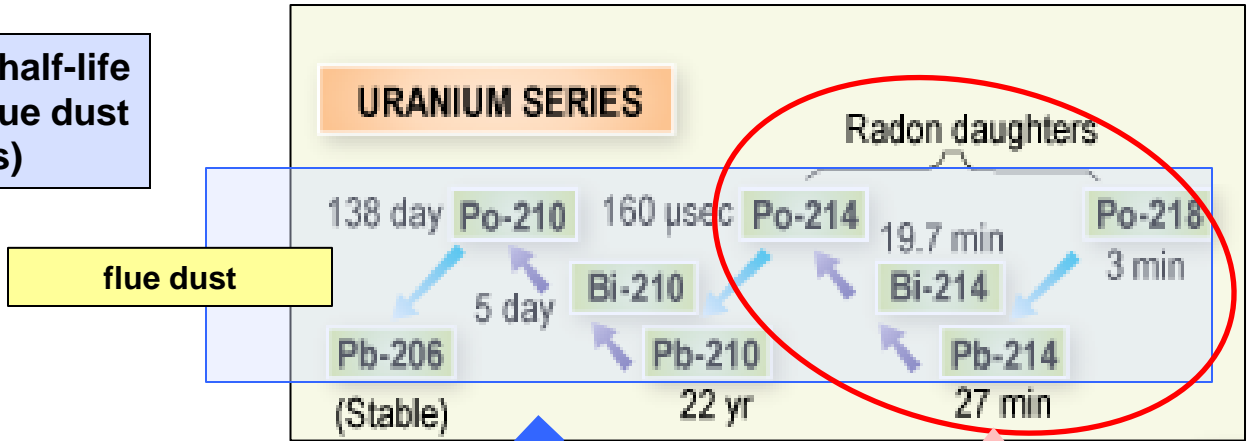 half-life
ue dust
s)
URANIUM SERIES
Radon daughters
138 day Po-210 160 µsec Po-214 Po-218
19.7 min
3 min
flue dust
Bi-210 Bi-214
5 day
Pb-206 Pb-210 Pb-214
(Stable) 22 yr 27 min